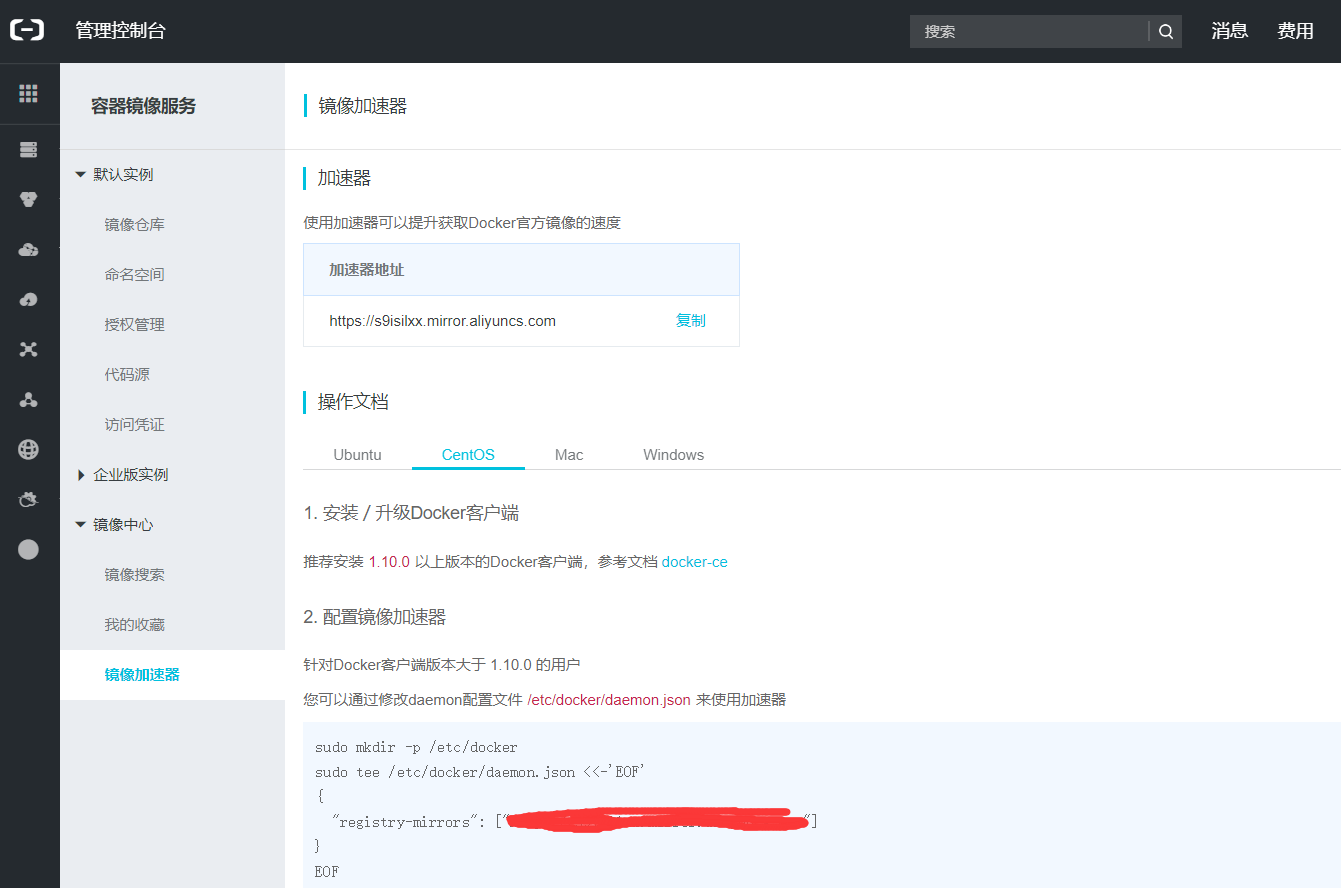 管理控制台
搜索
消息
费用
容器镜像服务
默认实例
镜像仓库
命名空间
授权管理
代码源
访问凭证
企业版实例
镜像中心
镜像搜索
我的收藏
镜像加速器
镜像加速器
加速器
使用加速器可以提升获取Docker官方镜像的速度
加速器地址
https://s9isilxx.mirror.aliyuncs.com 复制
操作文档
Ubuntu CentOS Mac Windows
1. 安装 / 升级Docker客户端
推荐安装 1.10.0 以上版本的Docker客户端，参考文档 docker-ce
2. 配置镜像加速器
针对Docker客户端版本大于 1.10.0 的用户
您可以通过修改daemon配置文件 /etc/docker/daemon.json 来使用加速器
sudo mkdir -p /etc/docker
sudo tee /etc/docker/daemon.json <<-'EOF'
{
"registry-mirrors": [" "]
}
EOF